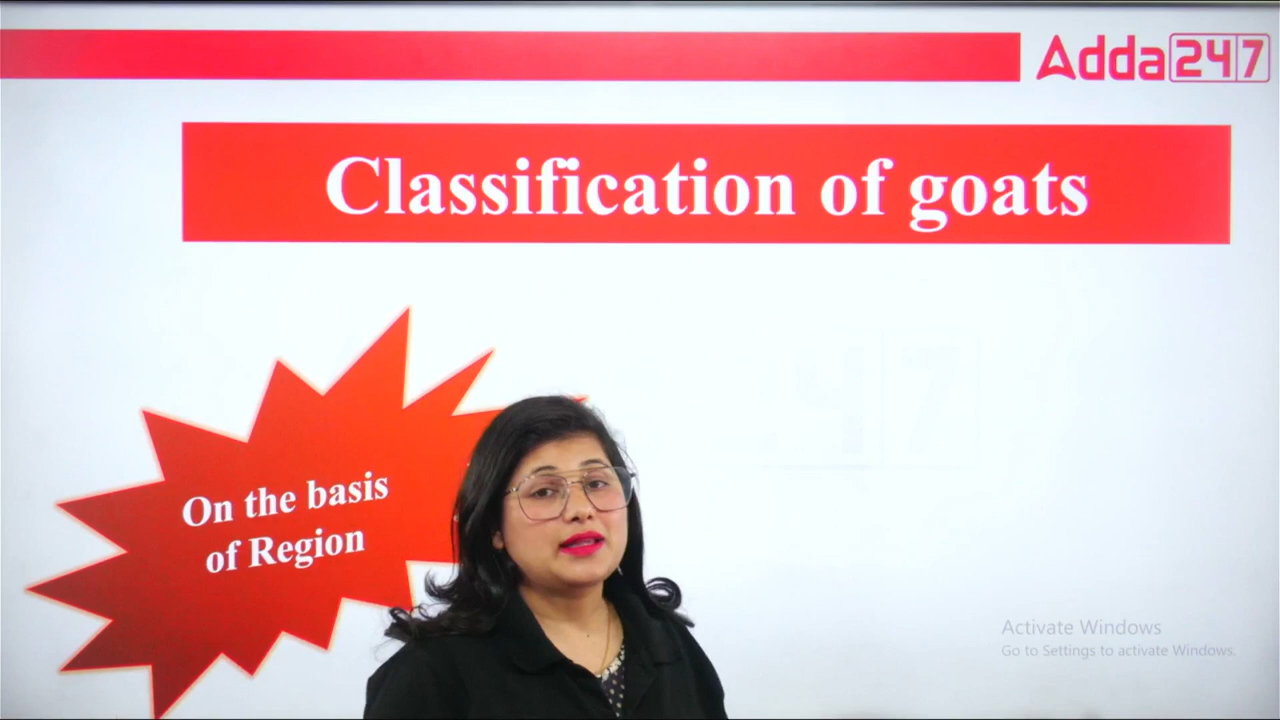 Adda247
Classification of goats
On the basis
of Region
Activate Windows
Go to Settings to activate Windows.